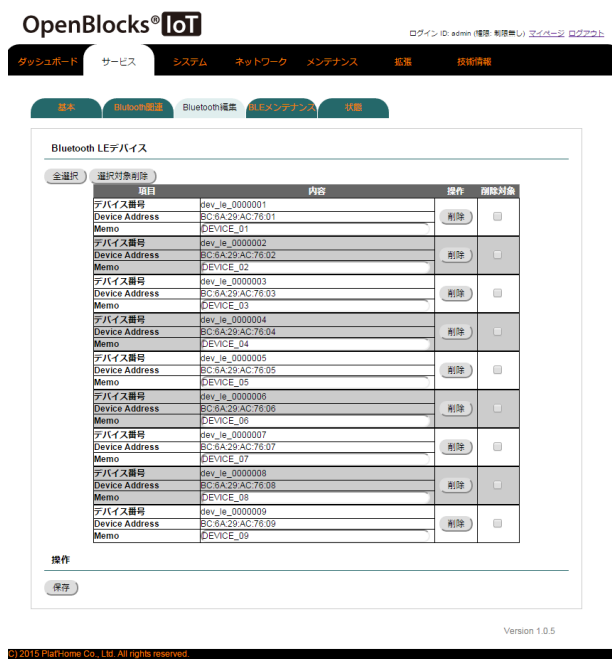 OpenBlocks® IoT
ログイン ID: admin (権限: 制限無し) マイページ ログアウト
ダッシュボード サービス システム ネットワーク メンテナンス 拡張 技術情報
基本 Blutooth関連 Bluetooth編集 BLEメンテナンス 状態
Bluetooth LEデバイス
全選択 選択対象削除
項目 内容 操作 削除対象
デバイス番号 dev_le_0000001
Device Address BC:6A:29:AC:76:01 削除
Memo DEVICE_01
デバイス番号 dev_le_0000002
Device Address BC:6A:29:AC:76:02 削除
Memo DEVICE_02
デバイス番号 dev_le_0000003
Device Address BC:6A:29:AC:76:03 削除
Memo DEVICE_03
デバイス番号 dev_le_0000004
Device Address BC:6A:29:AC:76:04 削除
Memo DEVICE_04
デバイス番号 dev_le_0000005
Device Address BC:6A:29:AC:76:05 削除
Memo DEVICE_05
デバイス番号 dev_le_0000006
Device Address BC:6A:29:AC:76:06 削除
Memo DEVICE_06
デバイス番号 dev_le_0000007
Device Address BC:6A:29:AC:76:07 削除
Memo DEVICE_07
デバイス番号 dev_le_0000008
Device Address BC:6A:29:AC:76:08 削除
Memo DEVICE_08
デバイス番号 dev_le_0000009
Device Address BC:6A:29:AC:76:09 削除
Memo DEVICE_09
操作
保存
Version 1.0.5
C) 2015 Plat'Home Co., Ltd. All rights reserved.